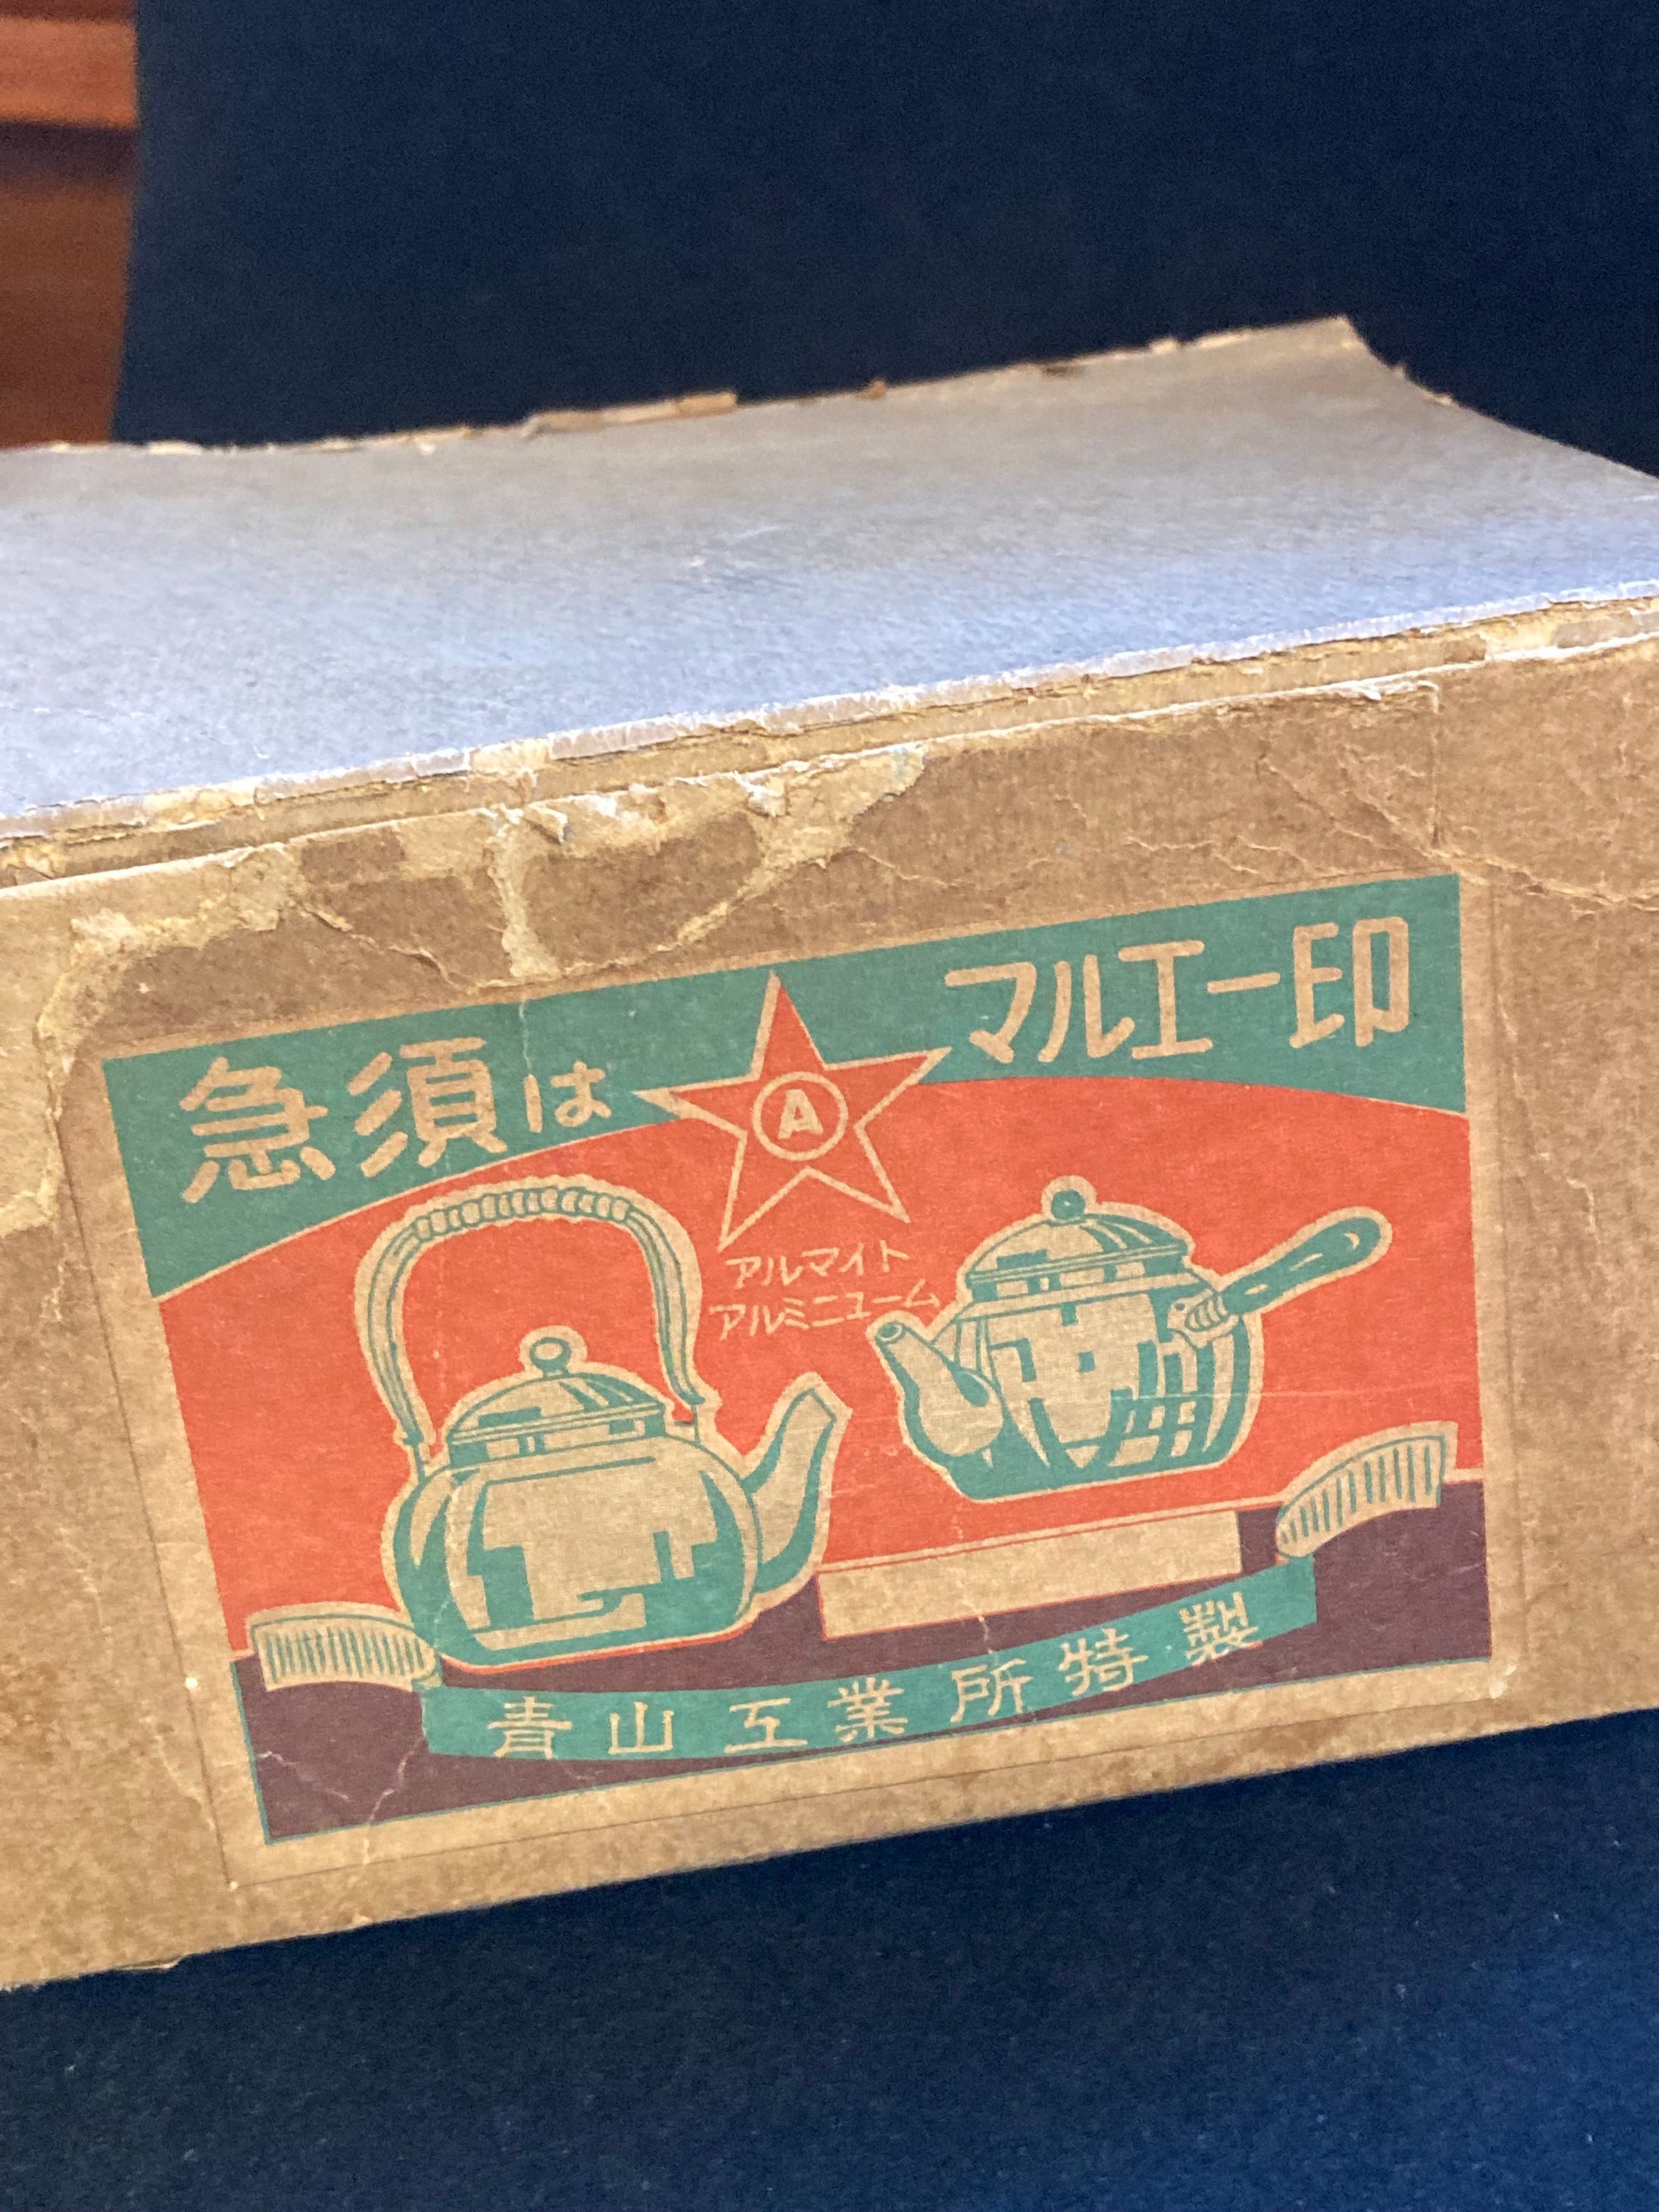 急須は マルエー印
A
アルマイト
アルミニューム
青山工業所特製